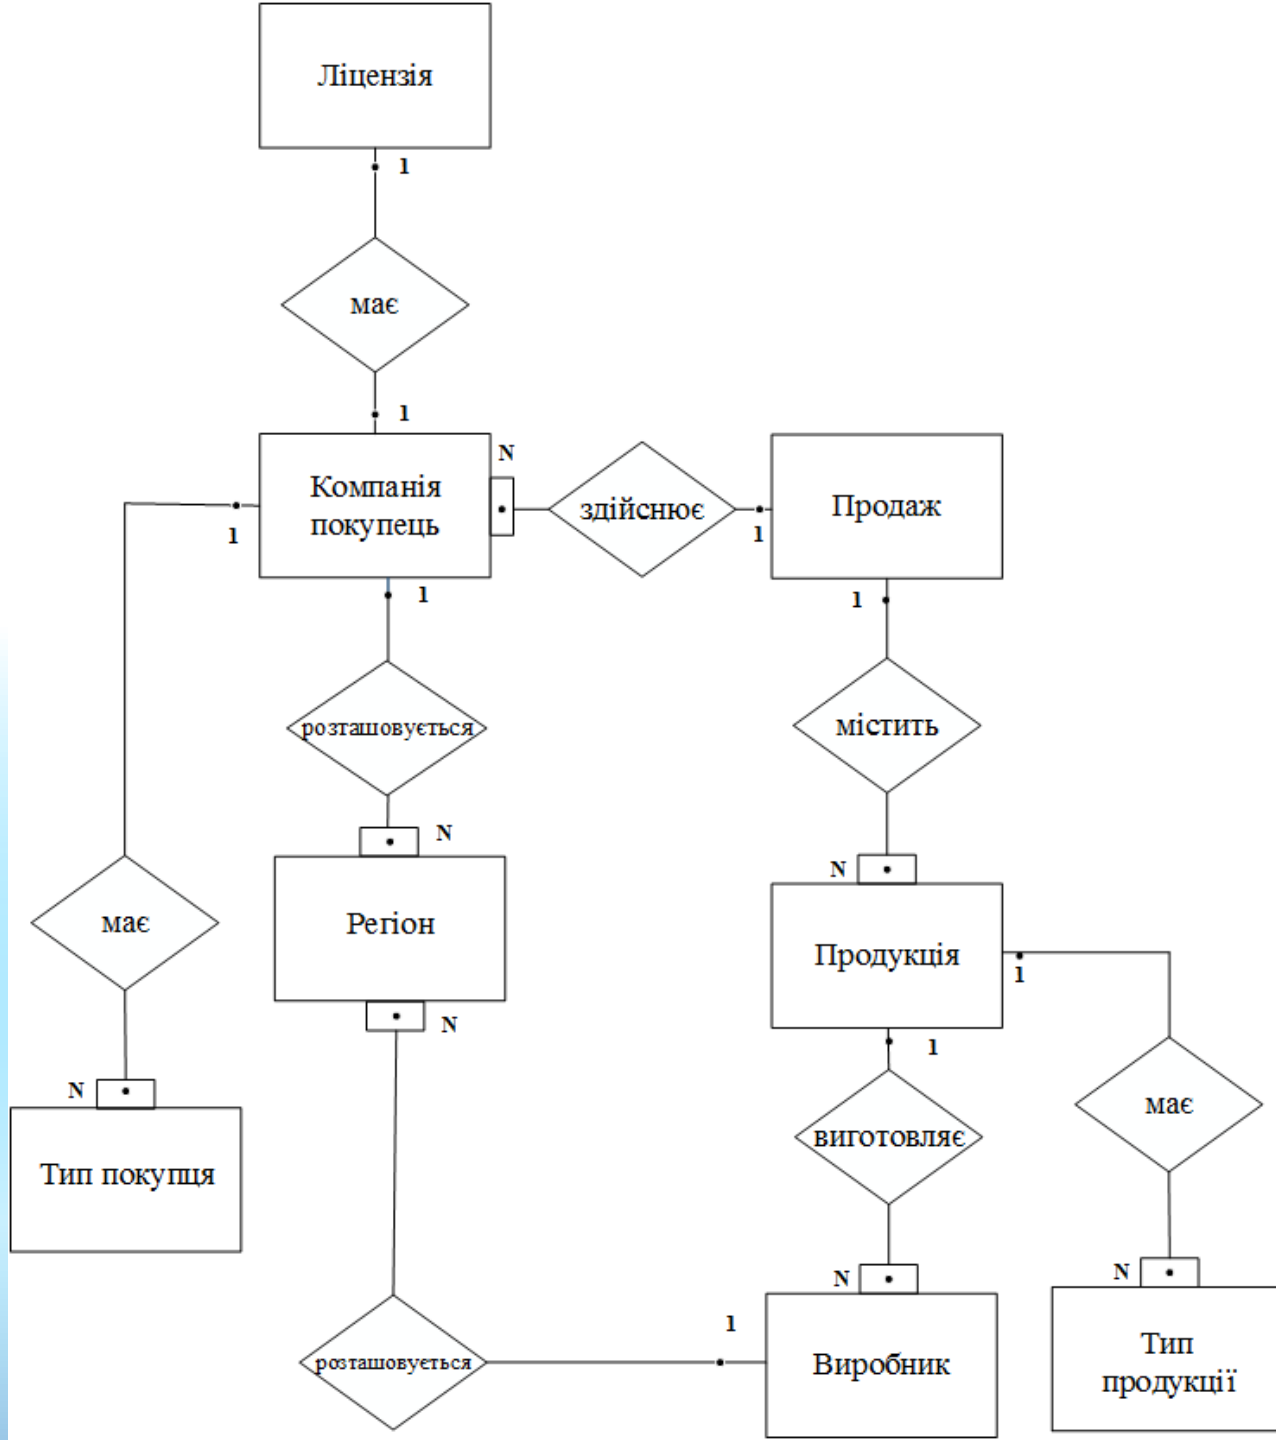 Ліцензія
1
має
1
Компанія
покупець
N
здійснює
1
Продаж
1
1
1
розташовується
містить
N
N
має
Регіон
Продукція
1
N
1
N
має
виготовляє
Тип покупця
N
N
1
розташовується
Виробник
Тип
продукції